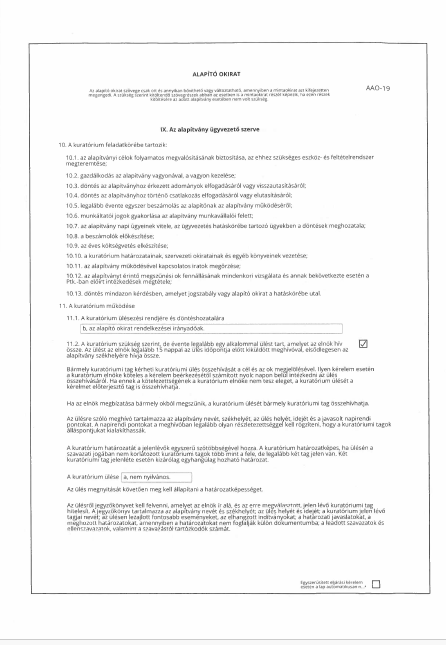 ALAPÍTÓ OKIRAT
AAO-19
Az alapító okirat szövege csak ott és annyiban bővíthető vagy változtatható, amennyiben a mintaokirat azt kifejezetten
IX. Az alapítvány ügyvezető szerve
10. A kuratórium feladatkörébe tartozik:
10.1. az alapítványi célok folyamatos megvalósításának biztosítása, az ehhez szükséges eszköz- és feltételrendszer
megteremtése;
10.2. gazdálkodás az alapítvány vagyonával, a vagyon kezelése;
10.3. döntés az alapítványhoz érkezett adományok elfogadásáról vagy visszautasításáról;
10.4. döntés az alapítványhoz történő csatlakozás elfogadásáról vagy elutasításáról;
10.5. legalább évente egyszer beszámolás az alapítónak az alapítvány működéséről;
10.6. munkáltatói jogok gyakorlása az alapítvány munkavállalói felett;
10.7. az alapítvány napi ügyeinek vitele, az ügyvezetés hatáskörébe tartozó ügyekben a döntések meghozatala;
10.8. a beszámolók előkészítése;
10.9. az éves költségvetés elkészítése;
10.10. a kuratórium határozatainak, szervezeti okiratainak és egyéb könyveinek vezetése;
10.11. az alapítvány működésével kapcsolatos iratok megőrzése;
10.12. az alapítványt érintő megszűnési ok fennállásának mindenkori vizsgálata és annak bekövetkezte esetén a
Ptk.-ban előírt intézkedések megtétele;
10.13. döntés mindazon kérdésben, amelyet jogszabály vagy alapító okirat a hatáskörébe utal.
11. A kuratórium működése
11.1. A kuratórium ülésezési rendjére és döntéshozatalára
b, az alapító okirat rendelkezései irányadóak.
11.2. A kuratórium szükség szerint, de évente legalább egy alkalommal ülést tart, amelyet az elnök hív
össze. Az ülést az elnök legalább 15 nappal az ülés időpontja előtt kiküldött meghívóval, elsődlegesen az
alapítvány székhelyére hívja össze.
Bármely kuratóriumi tag kérheti kuratóriumi ülés összehívását a cél és az ok megjelölésével. Ilyen kérelem esetén
a kuratórium elnöke köteles a kérelem beérkezésétől számított nyolc napon belül intézkedni az ülés
összehívásáról. Ha ennek a kötelezettségének a kuratórium elnöke nem tesz eleget, a kuratórium ülését a
kérelmet előterjesztő tag is összehívhatja.
Ha az elnök megbízatása bármely okból megszűnik, a kuratórium ülését bármely kuratóriumi tag összehívhatja.
Az ülésre szóló meghívó tartalmazza az alapítvány nevét, székhelyét, az ülés helyét, idejét és a javasolt napirendi
pontokat. A napirendi pontokat a meghívóban legalább olyan részletezettséggel kell rögzíteni, hogy a kuratóriumi tagok
álláspontjukat kialakíthassák.
A kuratórium határozatát a jelenlévők egyszerű szótöbbségével hozza. A kuratórium határozatképes, ha ülésén a
szavazati jogában nem korlátozott kuratóriumi tagok több mint a fele, de legalább két tag jelen van. Két
kuratóriumi tag jelenléte esetén kizárólag egyhangúlag hozható határozat.
A kuratórium ülése
a, nem nyilvános.
Az ülés megnyitását követően meg kell állapítani a határozatképességet.
Az ülésről jegyzőkönyvet kell felvenni, amelyet az elnök ír alá, és az erre megválasztott, jelen lévő kuratóriumi tag
hitelesít. A jegyzőkönyv tartalmazza az alapítvány nevét és székhelyét; az ülés helyét és idejét; a kuratórium jelen lévő
tagjai nevét; az ülésen lezajlott fontosabb eseményeket, az elhangzott indítványokat; a határozati javaslatokat, a
meghozott határozatokat, amennyiben a határozatokat nem foglalják külön dokumentumba; a leadott szavazatok és
ellenszavazatok, valamint a szavazástól tartózkodók számát.
Egyszerűsített eljárási kérelem